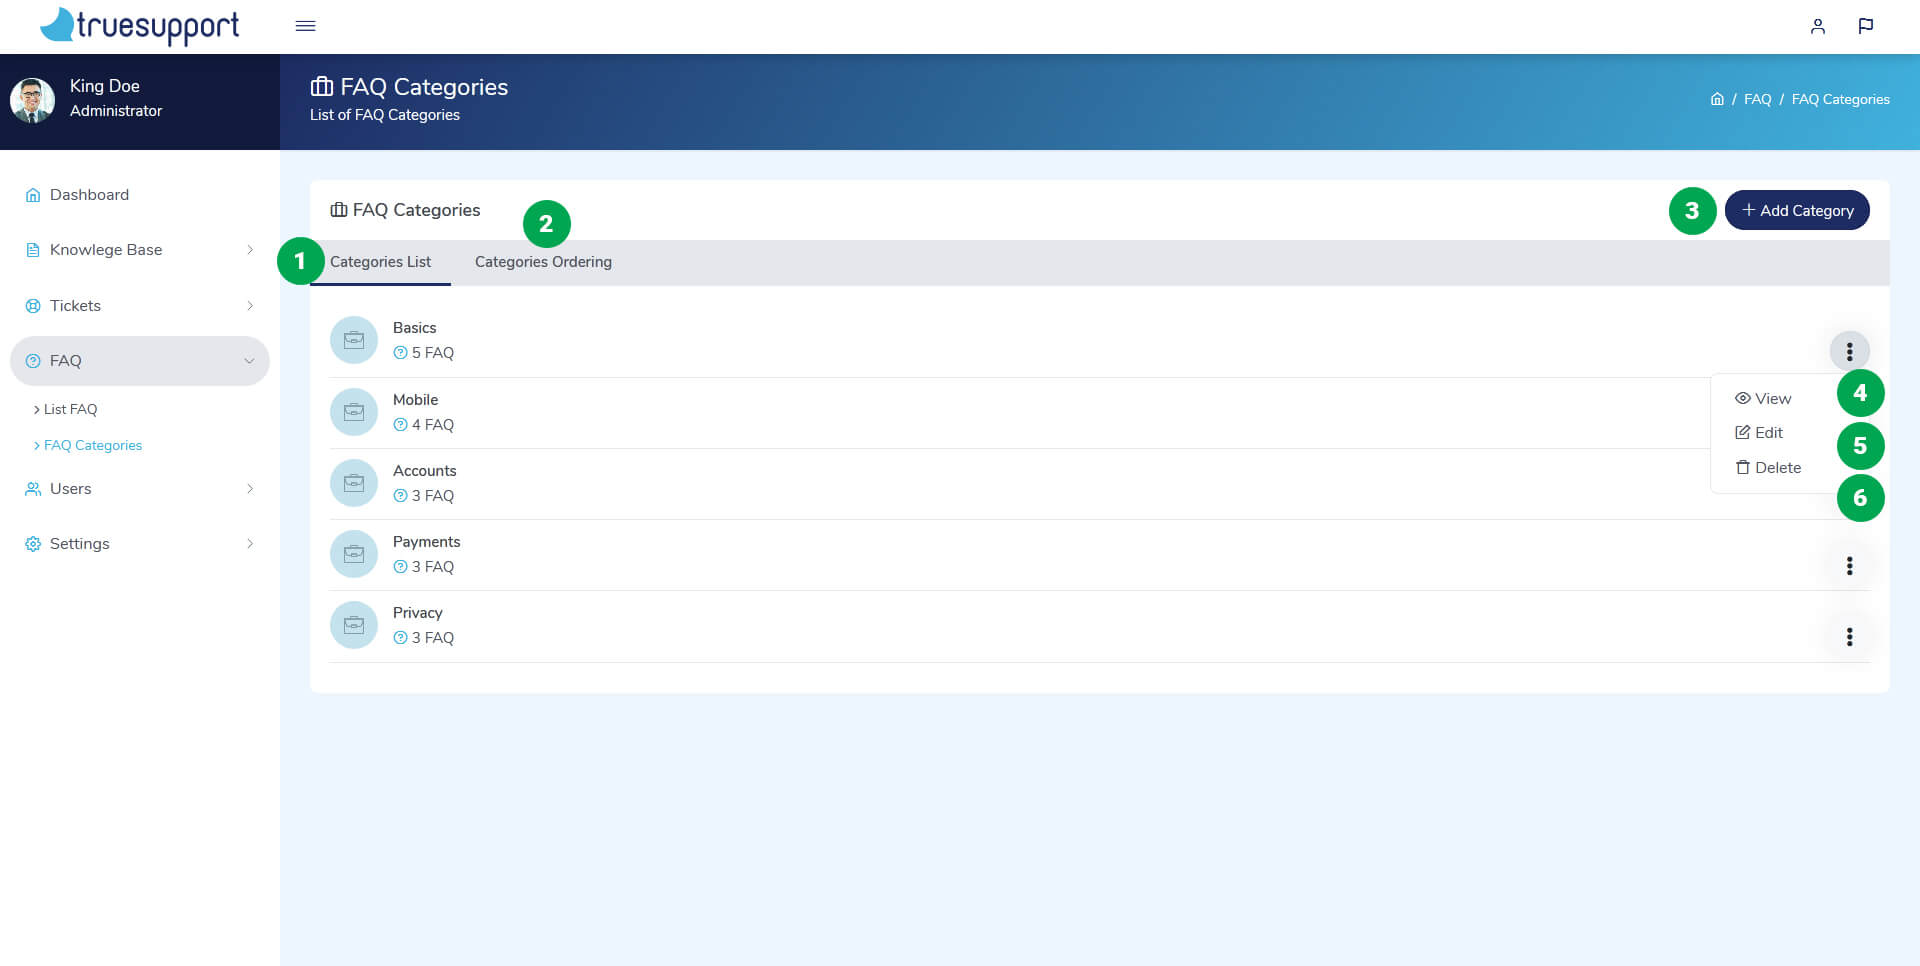 truesupport
King Doe
Administrator
FAQ Categories
List of FAQ Categories
/ FAQ / FAQ Categories
Dashboard
Knowlege Base
Tickets
FAQ
List FAQ
FAQ Categories
Users
Settings
FAQ Categories
2
3
+ Add Category
1
Categories List
Categories Ordering
Basics
5 FAQ
Mobile
4 FAQ
Accounts
3 FAQ
Payments
3 FAQ
Privacy
3 FAQ
View
4
Edit
5
Delete
6